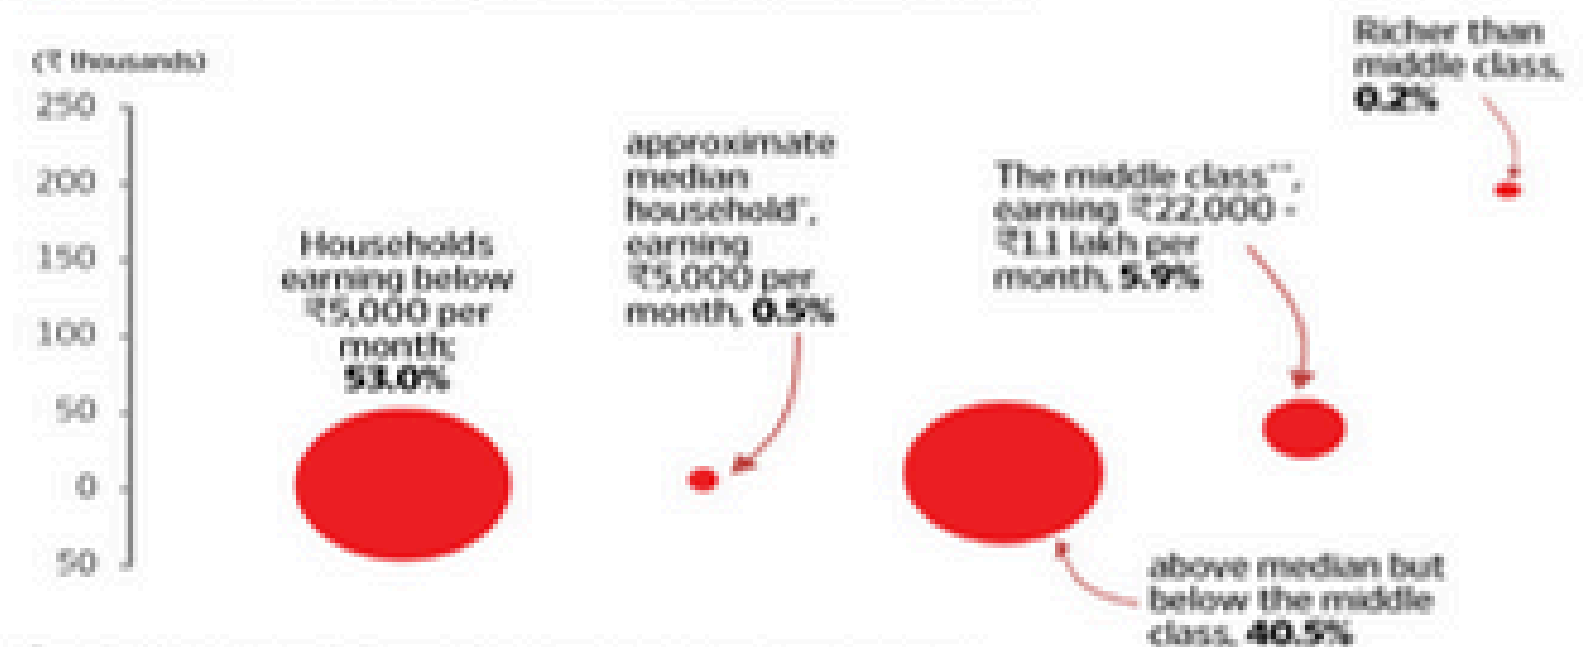 (₹ thousands)
250
200
150
100
50
0
50
Households
earning below
₹5,000 per
month;
53.0%
approximate
median
household*,
earning
₹5,000 per
month, 0.5%
The middle class**,
earning ₹22,000 -
₹1.1 lakh per
month, 5.9%
Richer than
middle class,
0.2%
above median but
below the middle
class, 40.5%